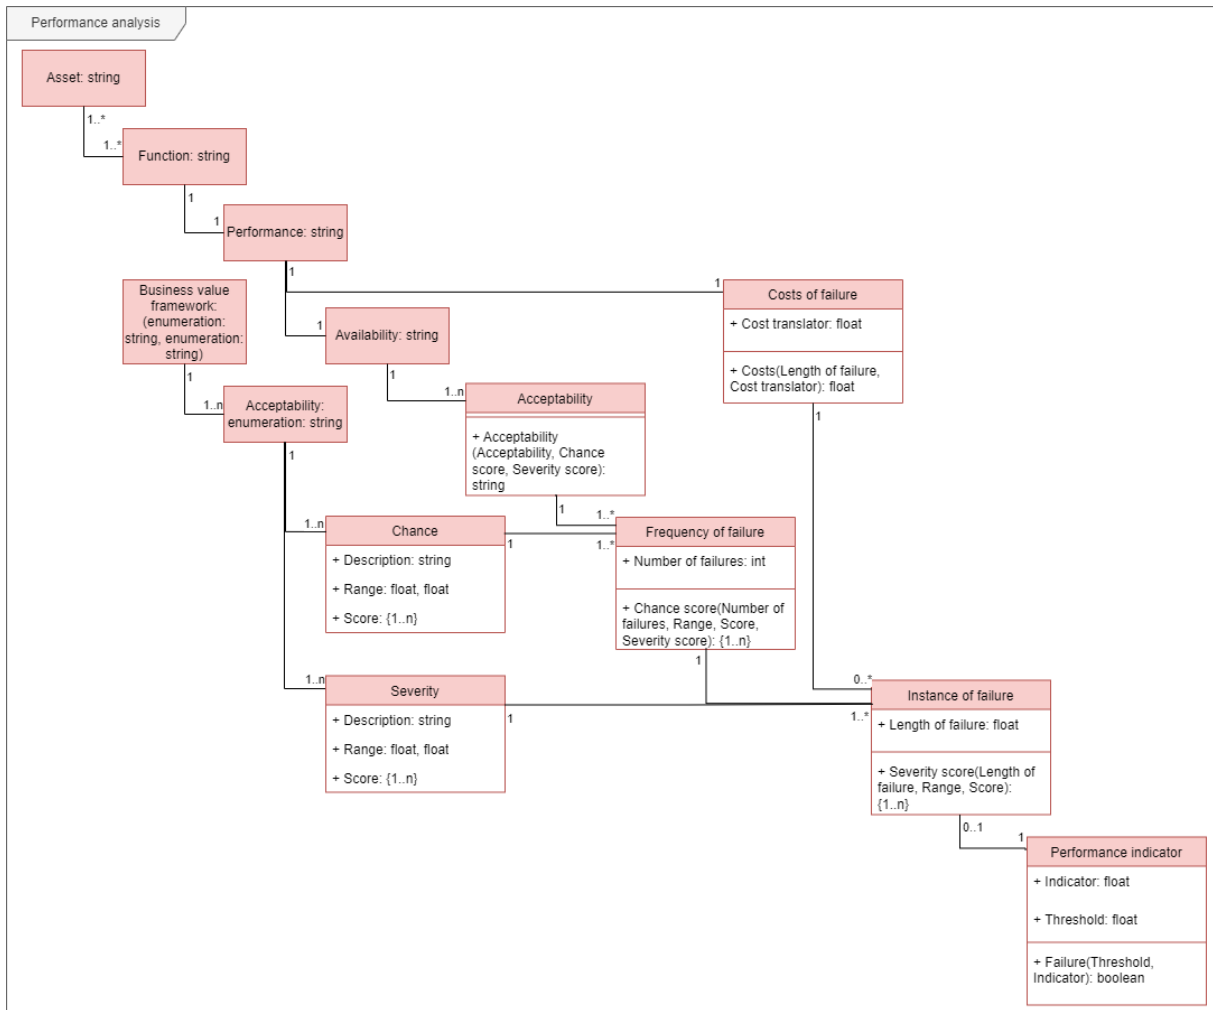 Performance analysis
Asset: string
1..*
1..*
Function: string
1
1
Performance: string
1
1
Business value
framework:
(enumeration:
string, enumeration:
string)
Costs of failure
+ Cost translator: float
+ Costs(Length of failure,
Cost translator): float
1
Availability: string
1
1
1..n
1..n
Acceptability:
enumeration: string
Acceptability
+ Acceptability
(Acceptability, Chance
score, Severity score):
string
1
1
1
1..*
1..n
Chance
+ Description: string
+ Range: float, float
+ Score: {1..n}
1
1..*
Frequency of failure
+ Number of failures: int
+ Chance score(Number of
failures, Range, Score,
Severity score): {1..n}
1
1..n
Severity
+ Description: string
+ Range: float, float
+ Score: {1..n}
1
0..*
1..*
Instance of failure
+ Length of failure: float
+ Severity score(Length of
failure, Range, Score):
{1..n}
0..1
1
Performance indicator
+ Indicator: float
+ Threshold: float
+ Failure(Threshold,
Indicator): boolean